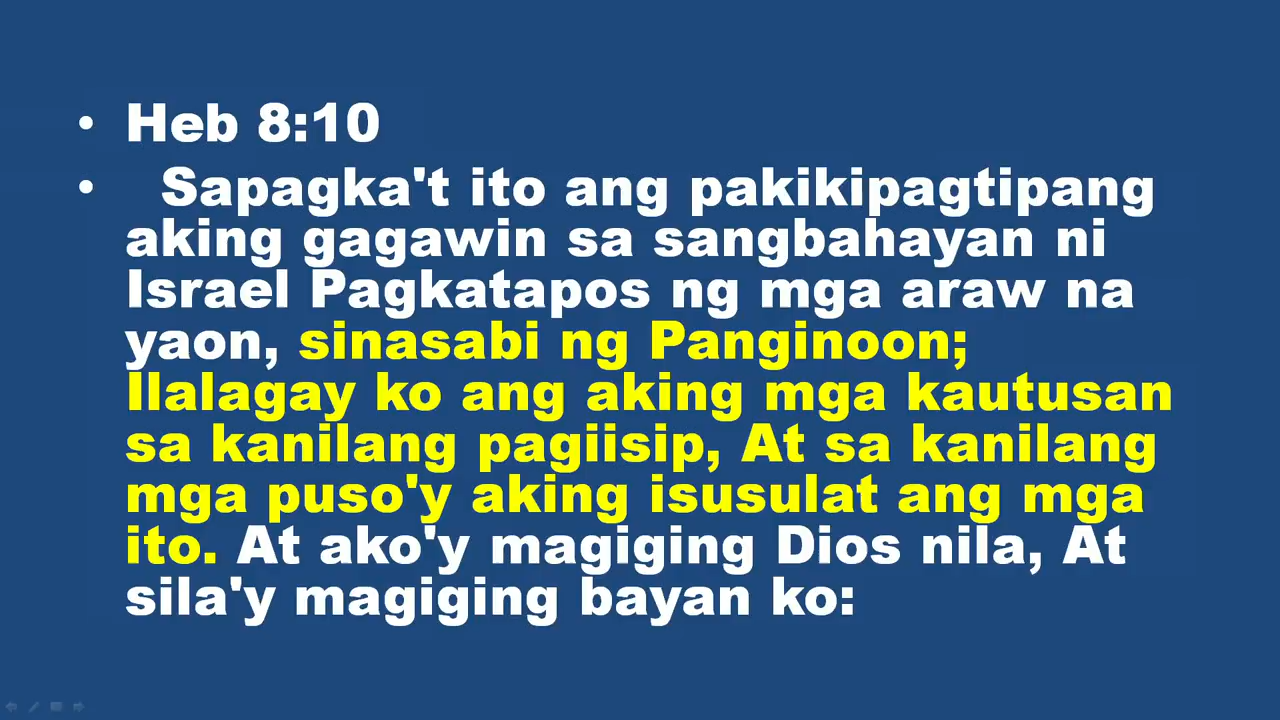 • Heb 8:10
• Sapagka't ito ang pakikipagtipang
aking gagawin sa sangbahayan ni
Israel Pagkatapos ng mga araw na
yaon, sinasabi ng Panginoon;
Ilalagay ko ang aking mga kautusan
sa kanilang pagiisip, At sa kanilang
mga puso'y aking isusulat ang mga
ito. At ako'y magiging Dios nila, At
sila'y magiging bayan ko: